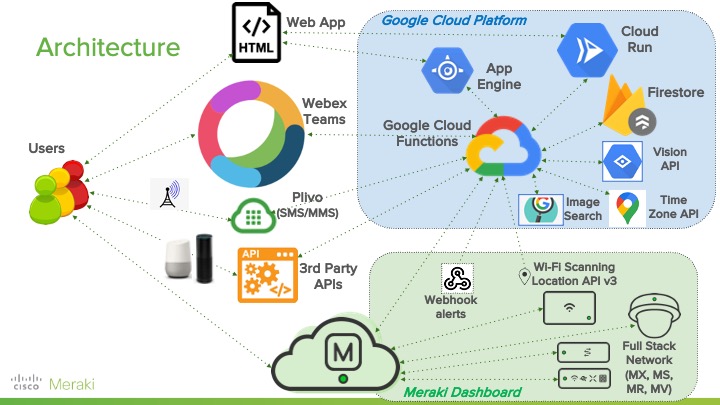 Architecture
Web App
HTML
Google Cloud Platform
Cloud
Run
App
Engine
Firestore
Webex
Teams
Google Cloud
Functions
Users
Vision
API
Plivo
(SMS/MMS)
Image
Search
Time
Zone API
API
3rd Party
APIs
Webhook
alerts
Wi-Fi Scanning
Location API v3
M
Full Stack
Network
(MX, MS,
MR, MV)
Meraki Dashboard
CISCO Meraki